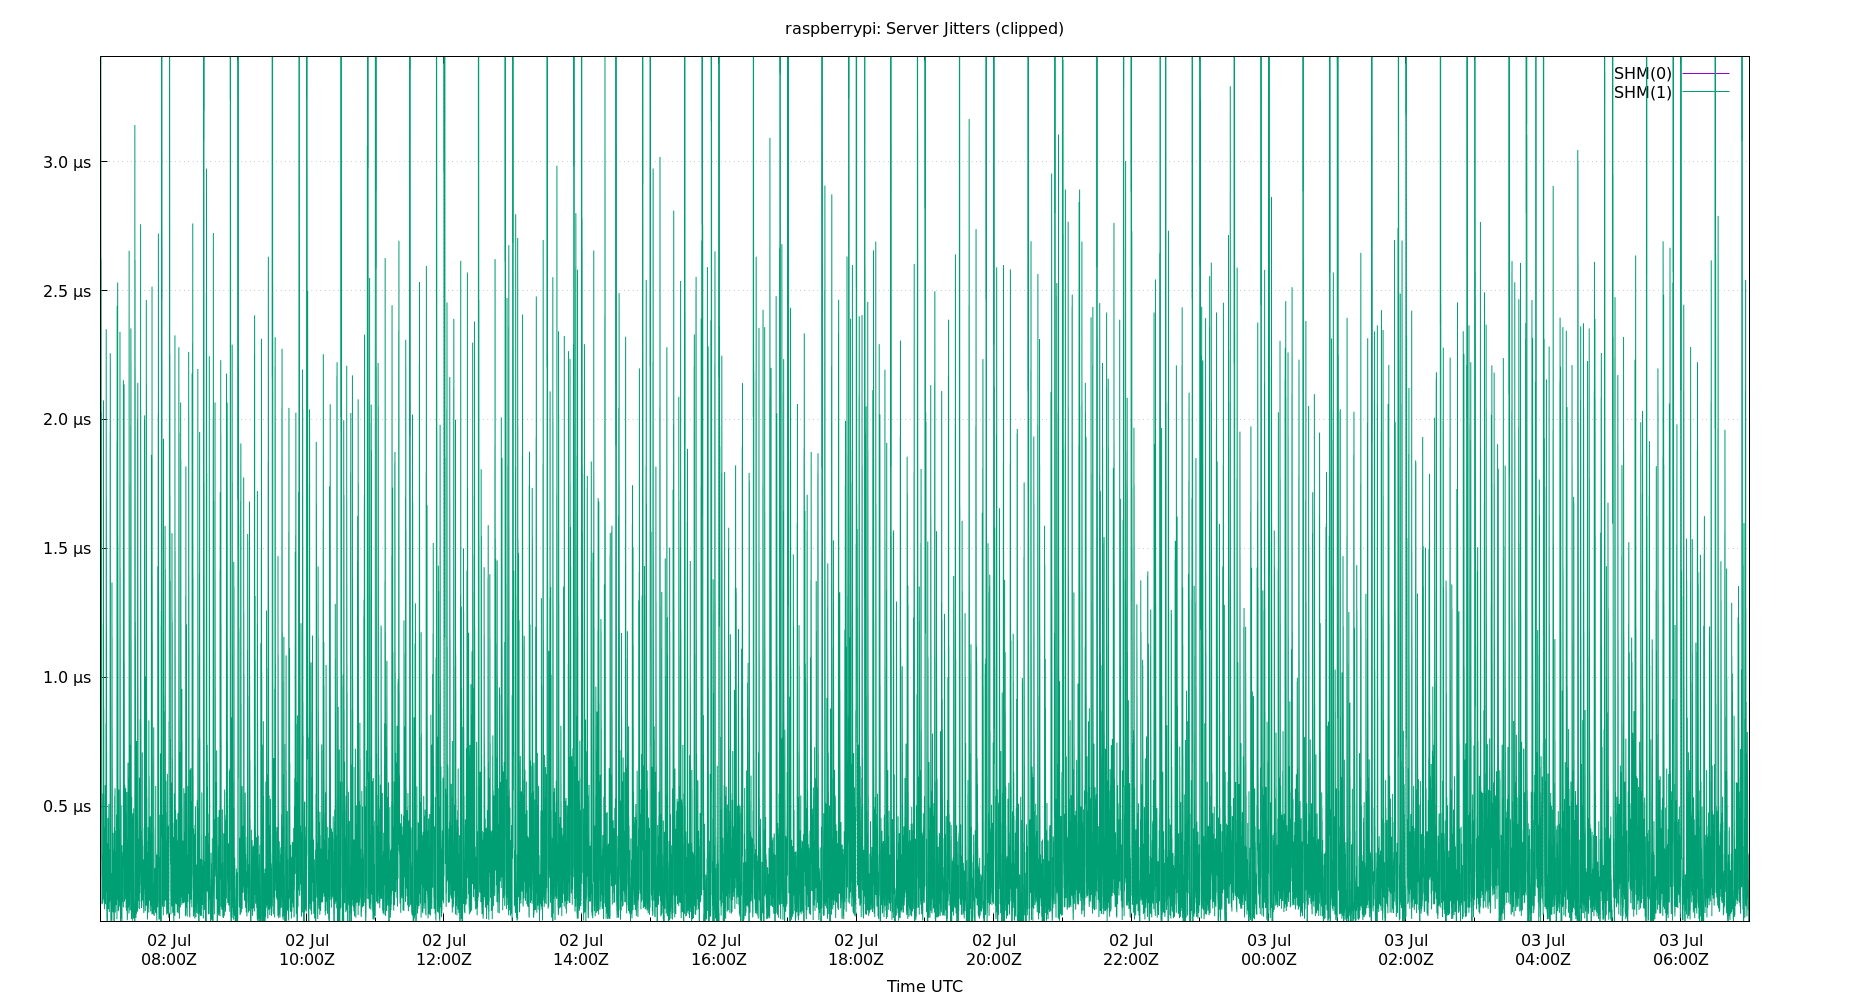 raspberrypi: Server Jitters (clipped)
SHM(0)
SHM(1)
3.0 µs
2.5 µs
2.0 µs
1.5 µs
1.0 µs
0.5 µs
02 Jul 02 Jul 02 Jul 02 Jul 02 Jul 02 Jul 02 Jul 02 Jul 03 Jul 03 Jul 03 Jul 03 Jul
08:00Z 10:00Z 12:00Z 14:00Z 16:00Z 18:00Z 20:00Z 22:00Z 00:00Z 02:00Z 04:00Z 06:00Z
Time UTC